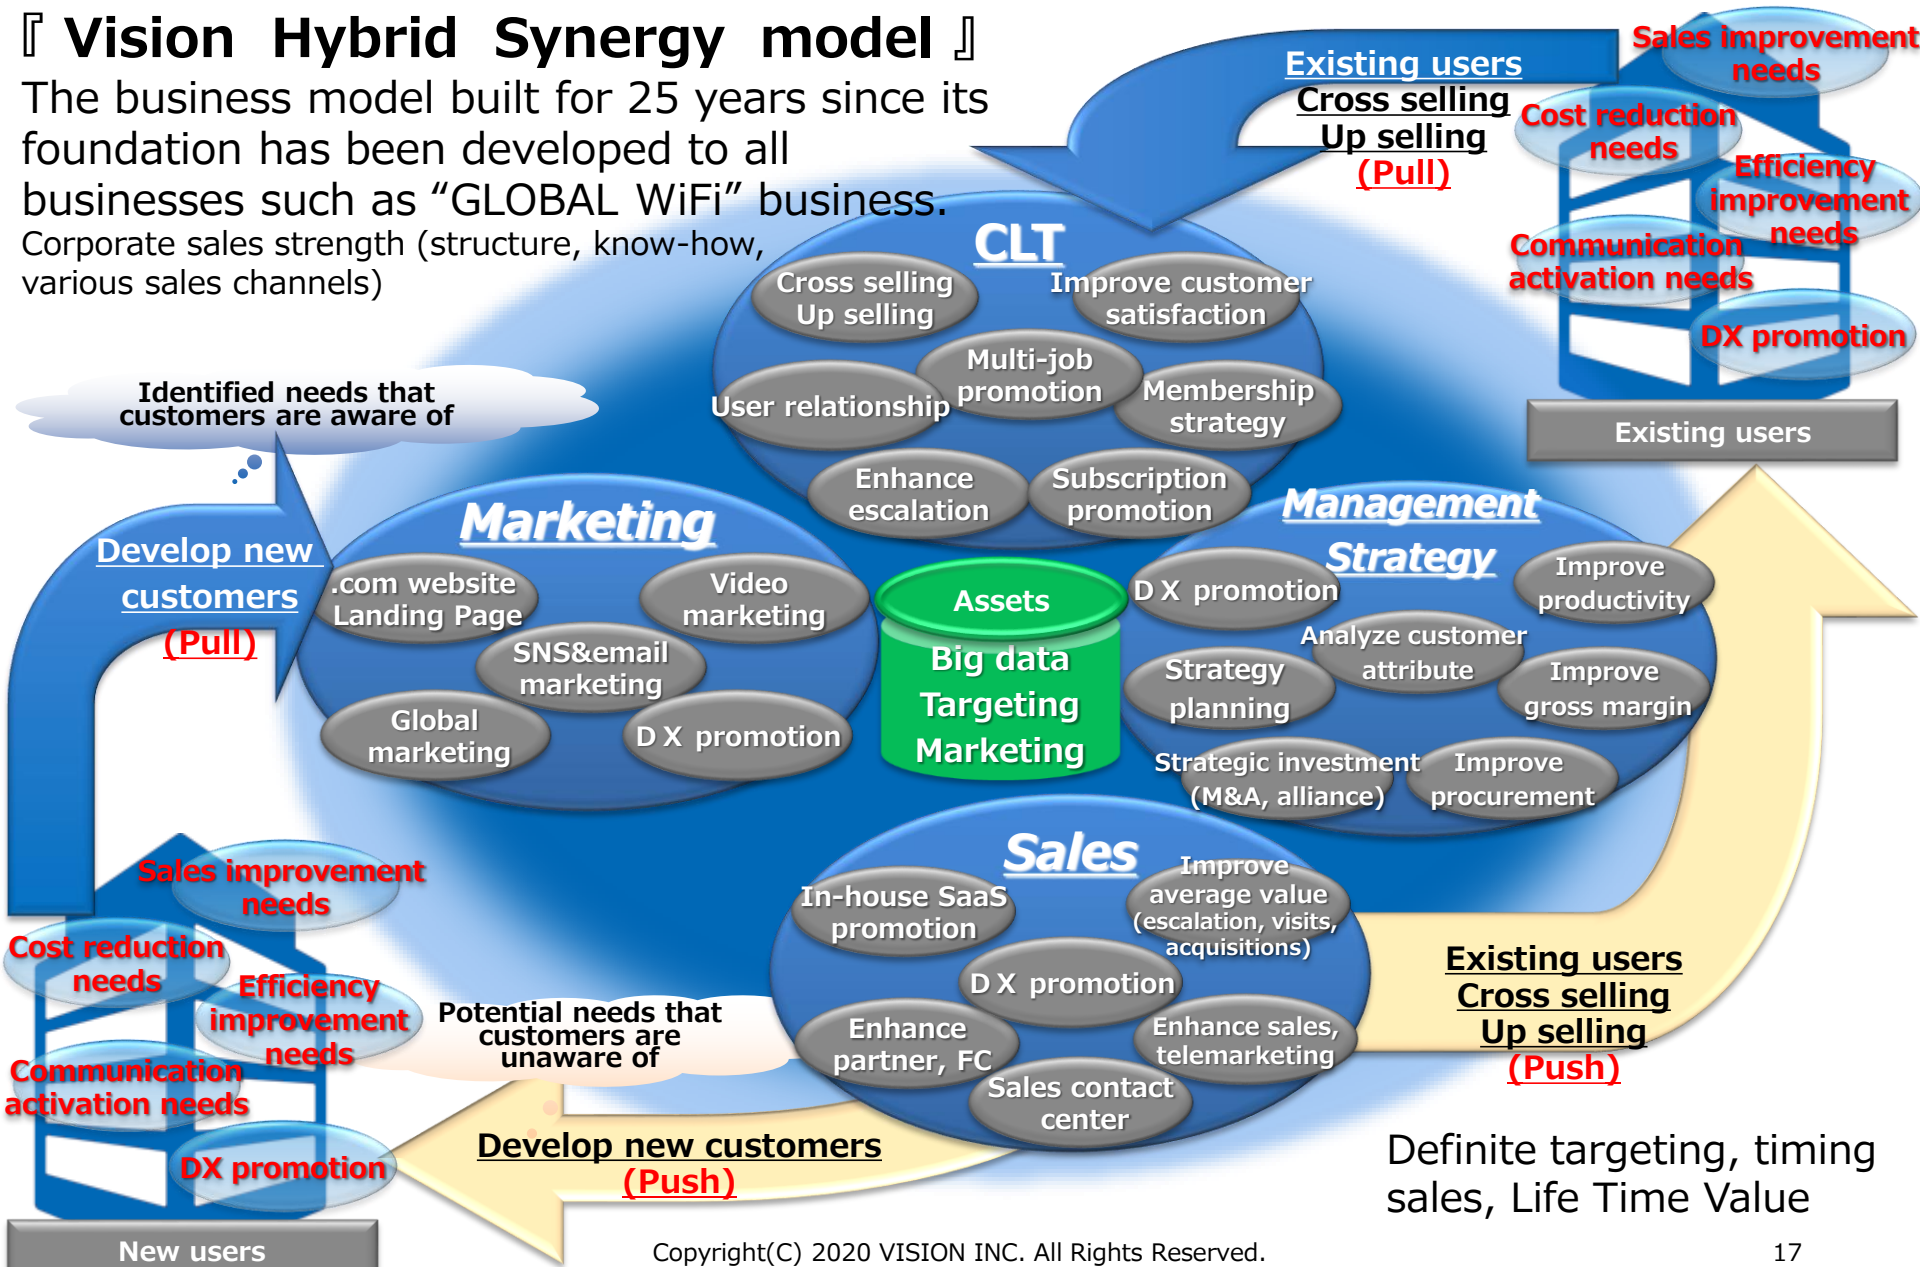 『 Vision Hybrid Synergy model 』
The business model built for 25 years since its
foundation has been developed to all
businesses such as “GLOBAL WiFi” business.
Corporate sales strength (structure, know-how,
various sales channels)
Existing users
Cross selling
Up selling
(Pull)
Sales improvement
needs
Cost reduction
needs
Efficiency
improvement
needs
Communication
activation needs
DX promotion
Existing users
CLT
Cross selling
Up selling
Improve customer
satisfaction
Multi-job
promotion
User relationship
Membership
strategy
Enhance
escalation
Subscription
promotion
Identified needs that
customers are aware of
Develop new
customers
(Pull)
Marketing
.com website
Landing Page
Video
marketing
SNS&email
marketing
Global
marketing
ＤＸ promotion
Assets
Big data
Targeting
Marketing
Management
Strategy
ＤＸ promotion
Improve
productivity
Analyze customer
attribute
Strategy
planning
Improve
gross margin
Strategic investment
(M&A, alliance)
Improve
procurement
Sales
In-house SaaS
promotion
Improve
average value
(escalation, visits,
acquisitions)
ＤＸ promotion
Enhance
partner, FC
Enhance sales,
telemarketing
Sales contact
center
Existing users
Cross selling
Up selling
(Push)
Sales improvement
needs
Cost reduction
needs
Efficiency
improvement
needs
Communication
activation needs
DX promotion
New users
Potential needs that
customers are
unaware of
Develop new customers
(Push)
Definite targeting, timing
sales, Life Time Value
Copyright(C) 2020 VISION INC. All Rights Reserved.
17